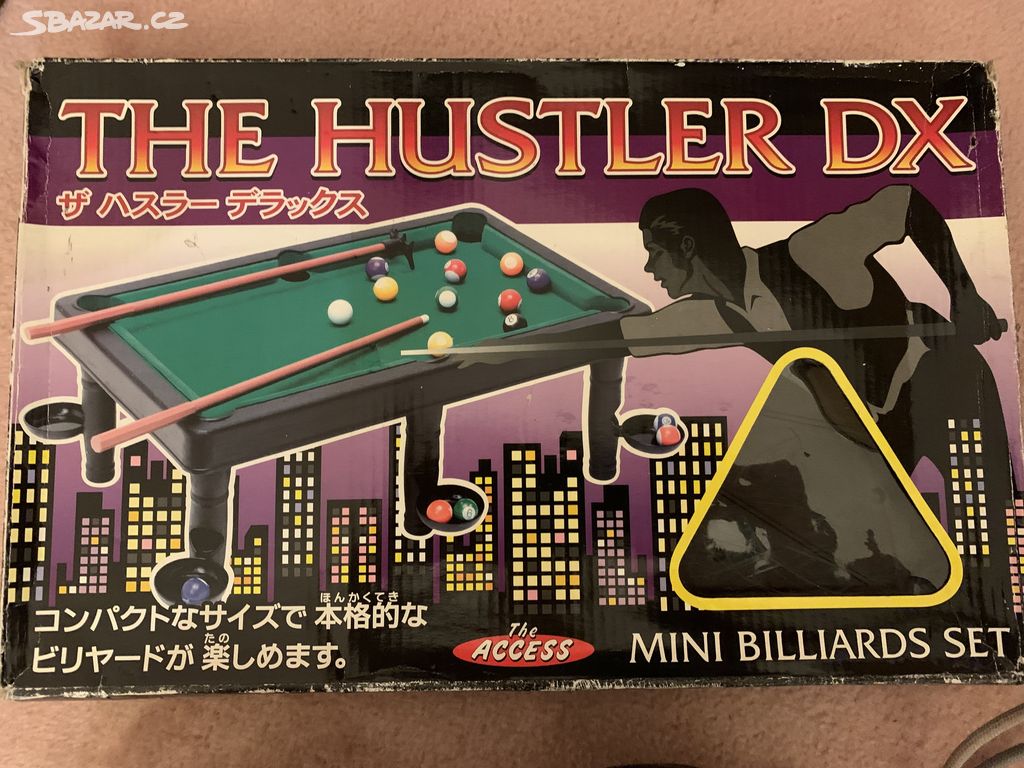 SBAZAR.CZ
THE HUSTLER DX
ザ ハスラー デラックス
8
6
コンパクトなサイズで 本格的な
ほんかくてき
ビリヤードが 楽しめます。
たの
The
ACCESS
MINI BILLIARDS SET